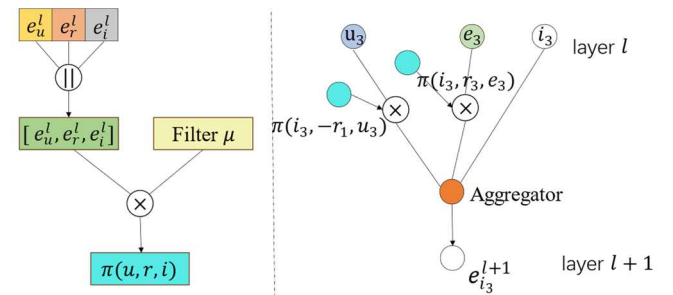 e_u^l e_r^l e_i^l
||
[ e_u^l, e_r^l, e_i^l ]
Filter μ
×
π(u, r, i)
u_3
e_3
i_3
layer l
π(i_3, r_3, e_3)
×
×
π(i_3, −r_1, u_3)
Aggregator
e_{i_3}^{l+1}
layer l + 1